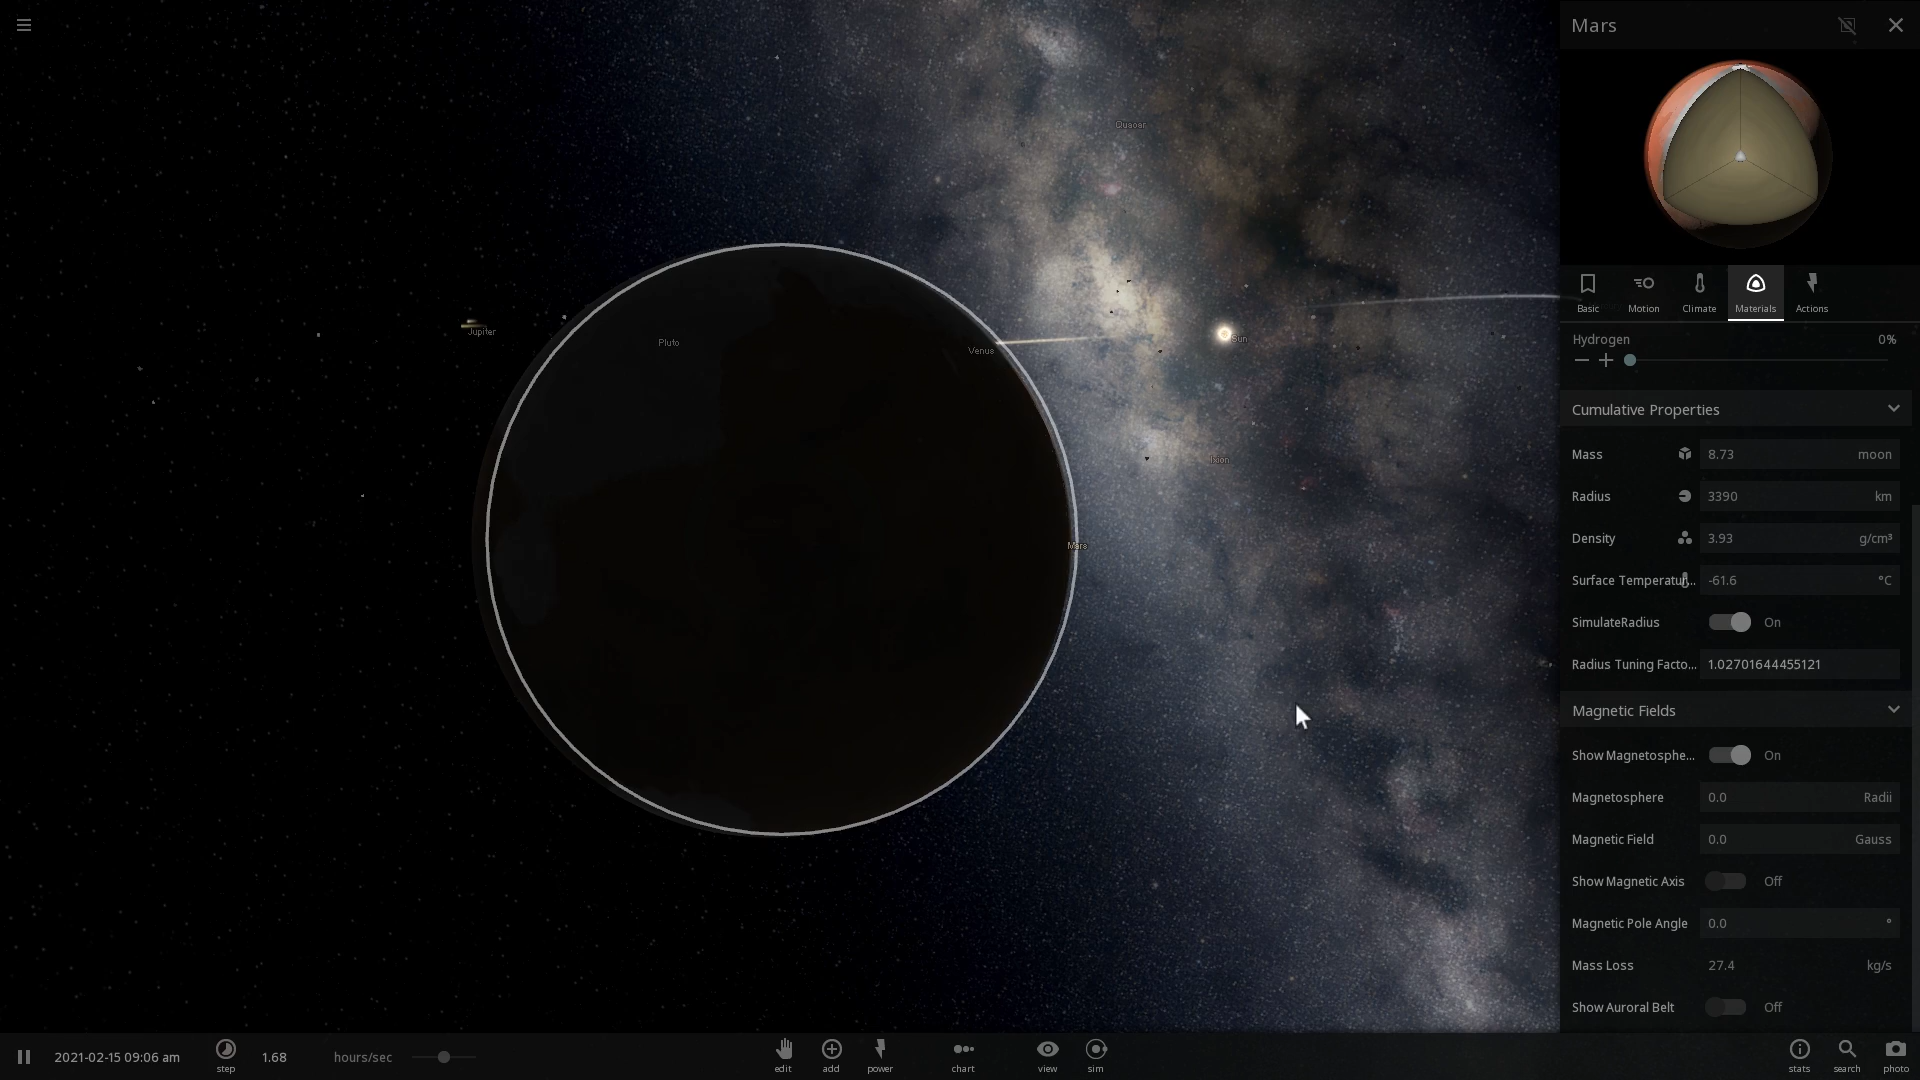 Mars
Quaoar
Jupiter
Pluto
Venus
Sun
Ixion
Mars
Basic
Motion
Climate
Materials
Actions
Hydrogen 0%
Cumulative Properties
Mass 8.73 moon
Radius 3390 km
Density 3.93 g/cm³
Surface Temperatur... -61.6 °C
SimulateRadius On
Radius Tuning Facto... 1.02701644455121
Magnetic Fields
Show Magnetosphe... On
Magnetosphere 0.0 Radii
Magnetic Field 0.0 Gauss
Show Magnetic Axis Off
Magnetic Pole Angle 0.0 °
Mass Loss 27.4 kg/s
Show Auroral Belt Off
2021-02-15 09:06 am
step
1.68 hours/sec
edit
add
power
chart
view
sim
stats
search
photo